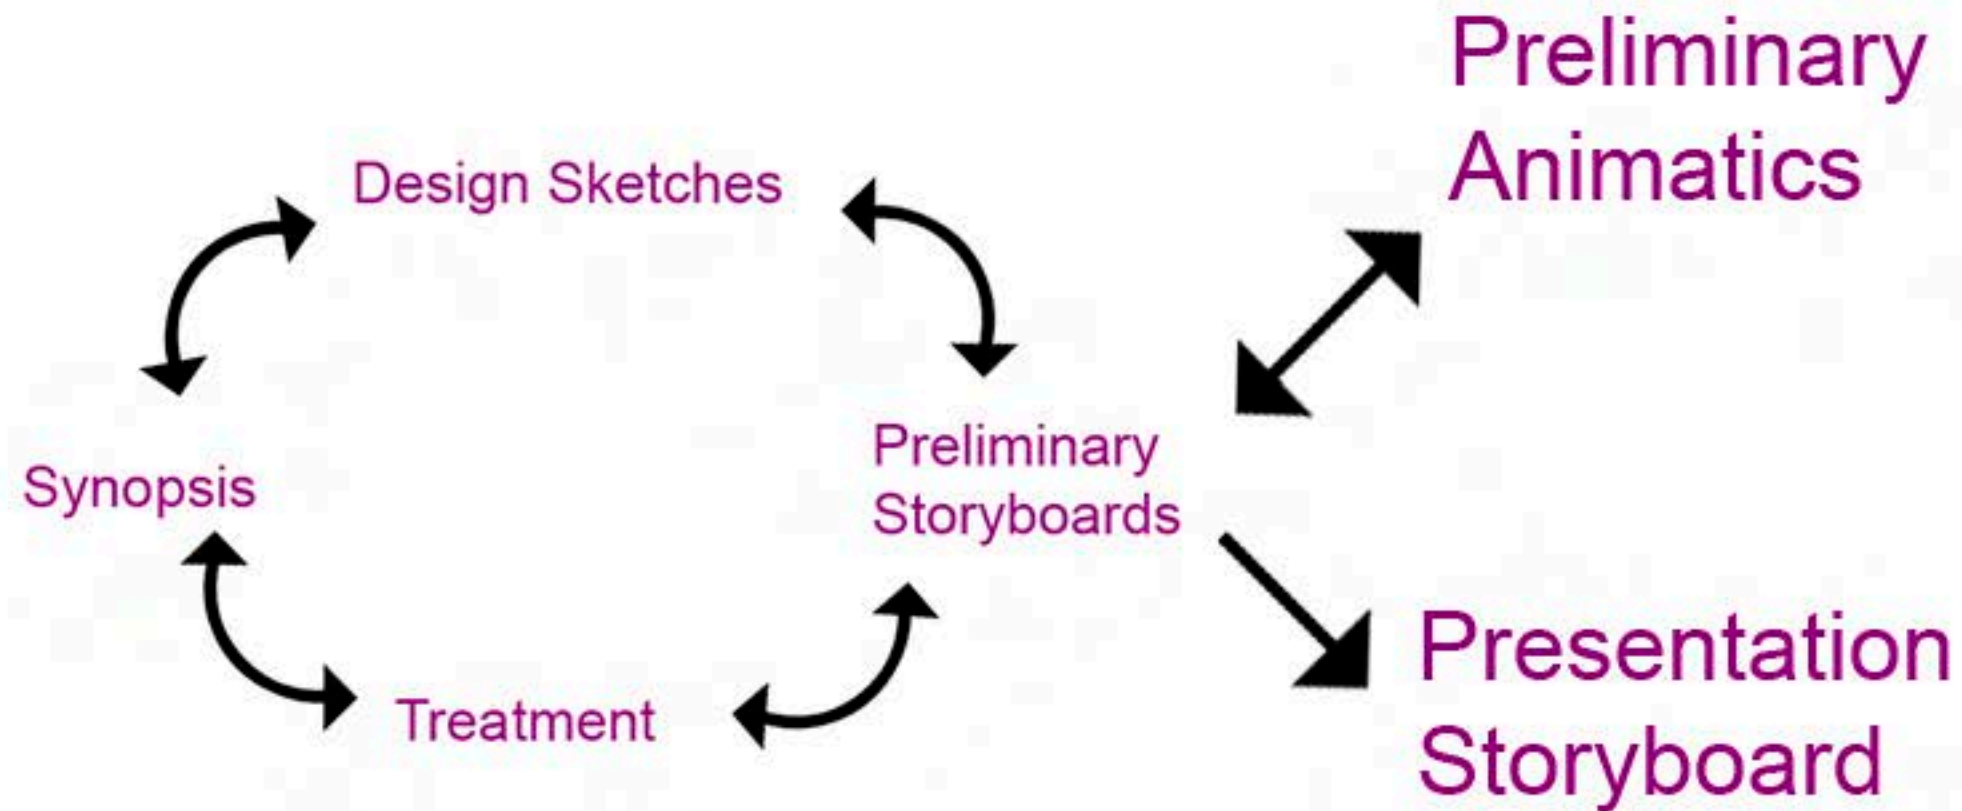 Preliminary
Animatics
Design Sketches
Synopsis
Preliminary
Storyboards
Treatment
Presentation
Storyboard